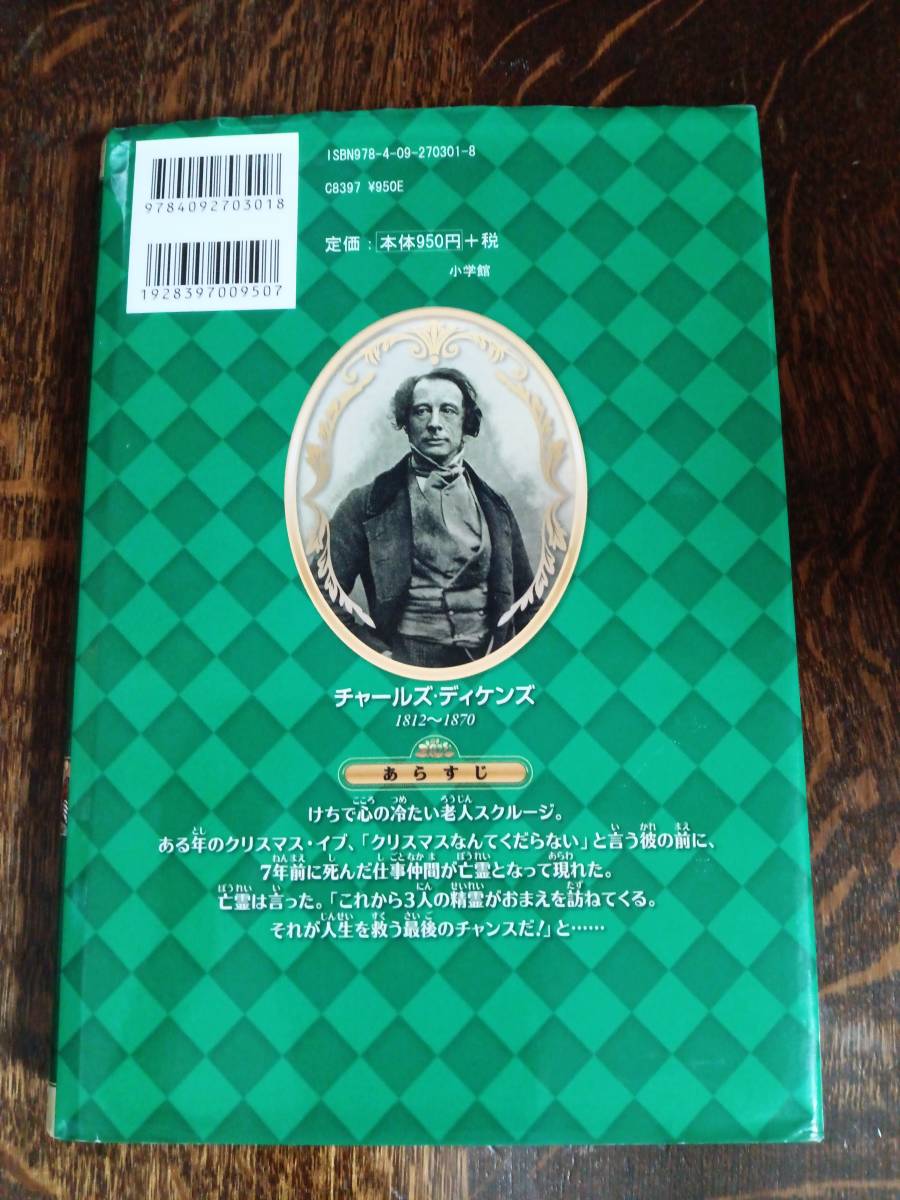 ISBN978-4-09-270301-8
C8397 ¥950E
9784092703018
定価：本体950円＋税
小学館
1928397009507
チャールズ・ディケンズ
1812〜1870
あらすじ
けちで心の冷たい老人スクルージ。
ある年のクリスマス・イブ、「クリスマスなんてくだらない」と言う彼の前に、
7年前に死んだ仕事仲間が亡霊となって現れた。
亡霊は言った。「これから3人の精霊がおまえを訪ねてくる。
それが人生を救う最後のチャンスだ！」と……